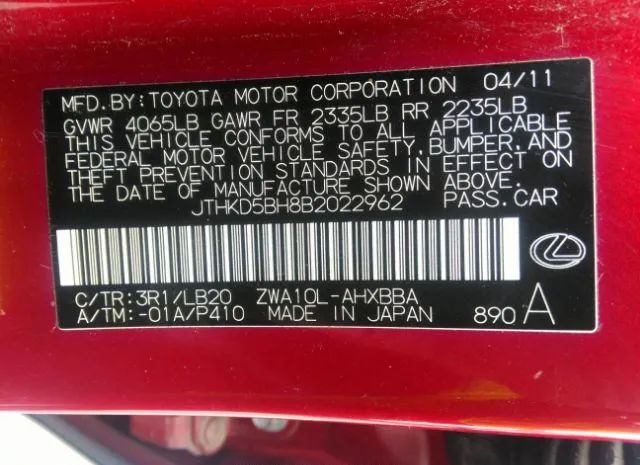 MFD.BY:TOYOTA MOTOR CORPORATION 04/11
GVWR 4065LB GAWR FR 2335LB RR 2235LB
THIS VEHICLE CONFORMS TO ALL APPLICABLE
FEDERAL MOTOR VEHICLE SAFETY,BUMPER,AND
THEFT PREVENTION STANDARDS IN EFFECT ON
THE DATE OF MANUFACTURE SHOWN ABOVE.
JTHKD5BH8B2022962 PASS.CAR
C/TR:3R1/LB20 ZWA10L-AHXBBA
A/TM:-01A/P410 MADE IN JAPAN 890 A